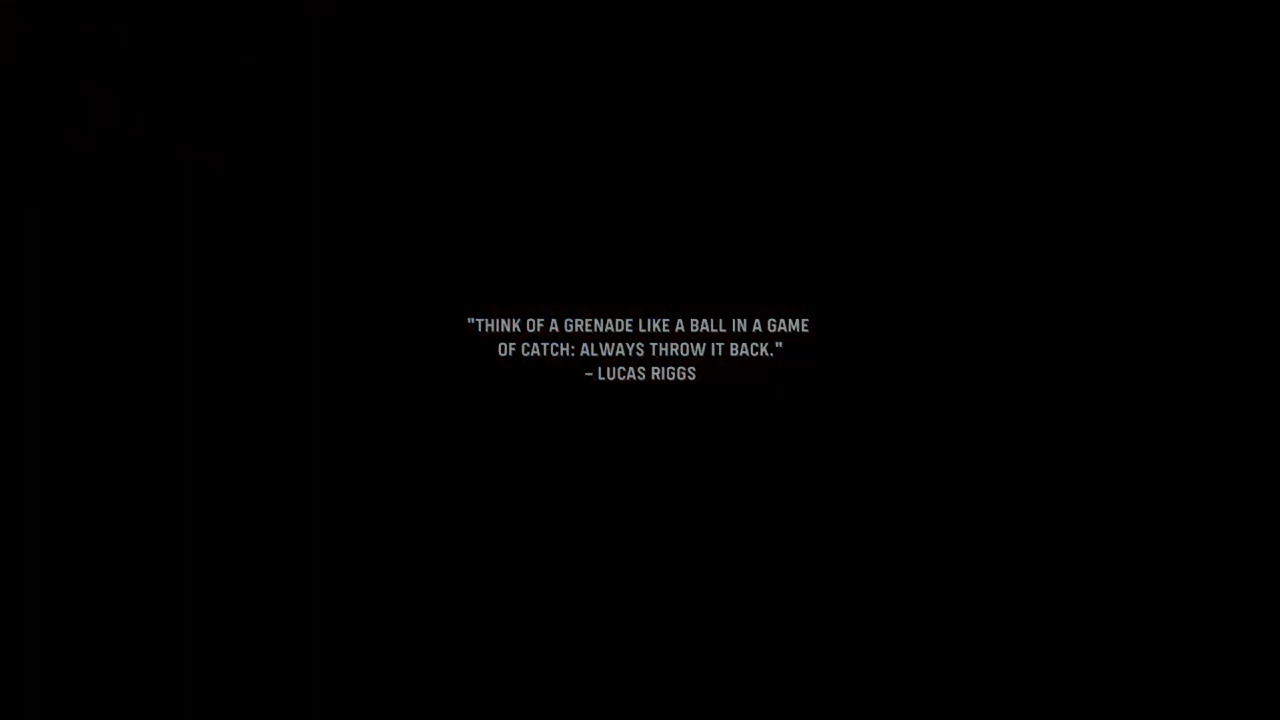 "THINK OF A GRENADE LIKE A BALL IN A GAME
OF CATCH: ALWAYS THROW IT BACK."
– LUCAS RIGGS